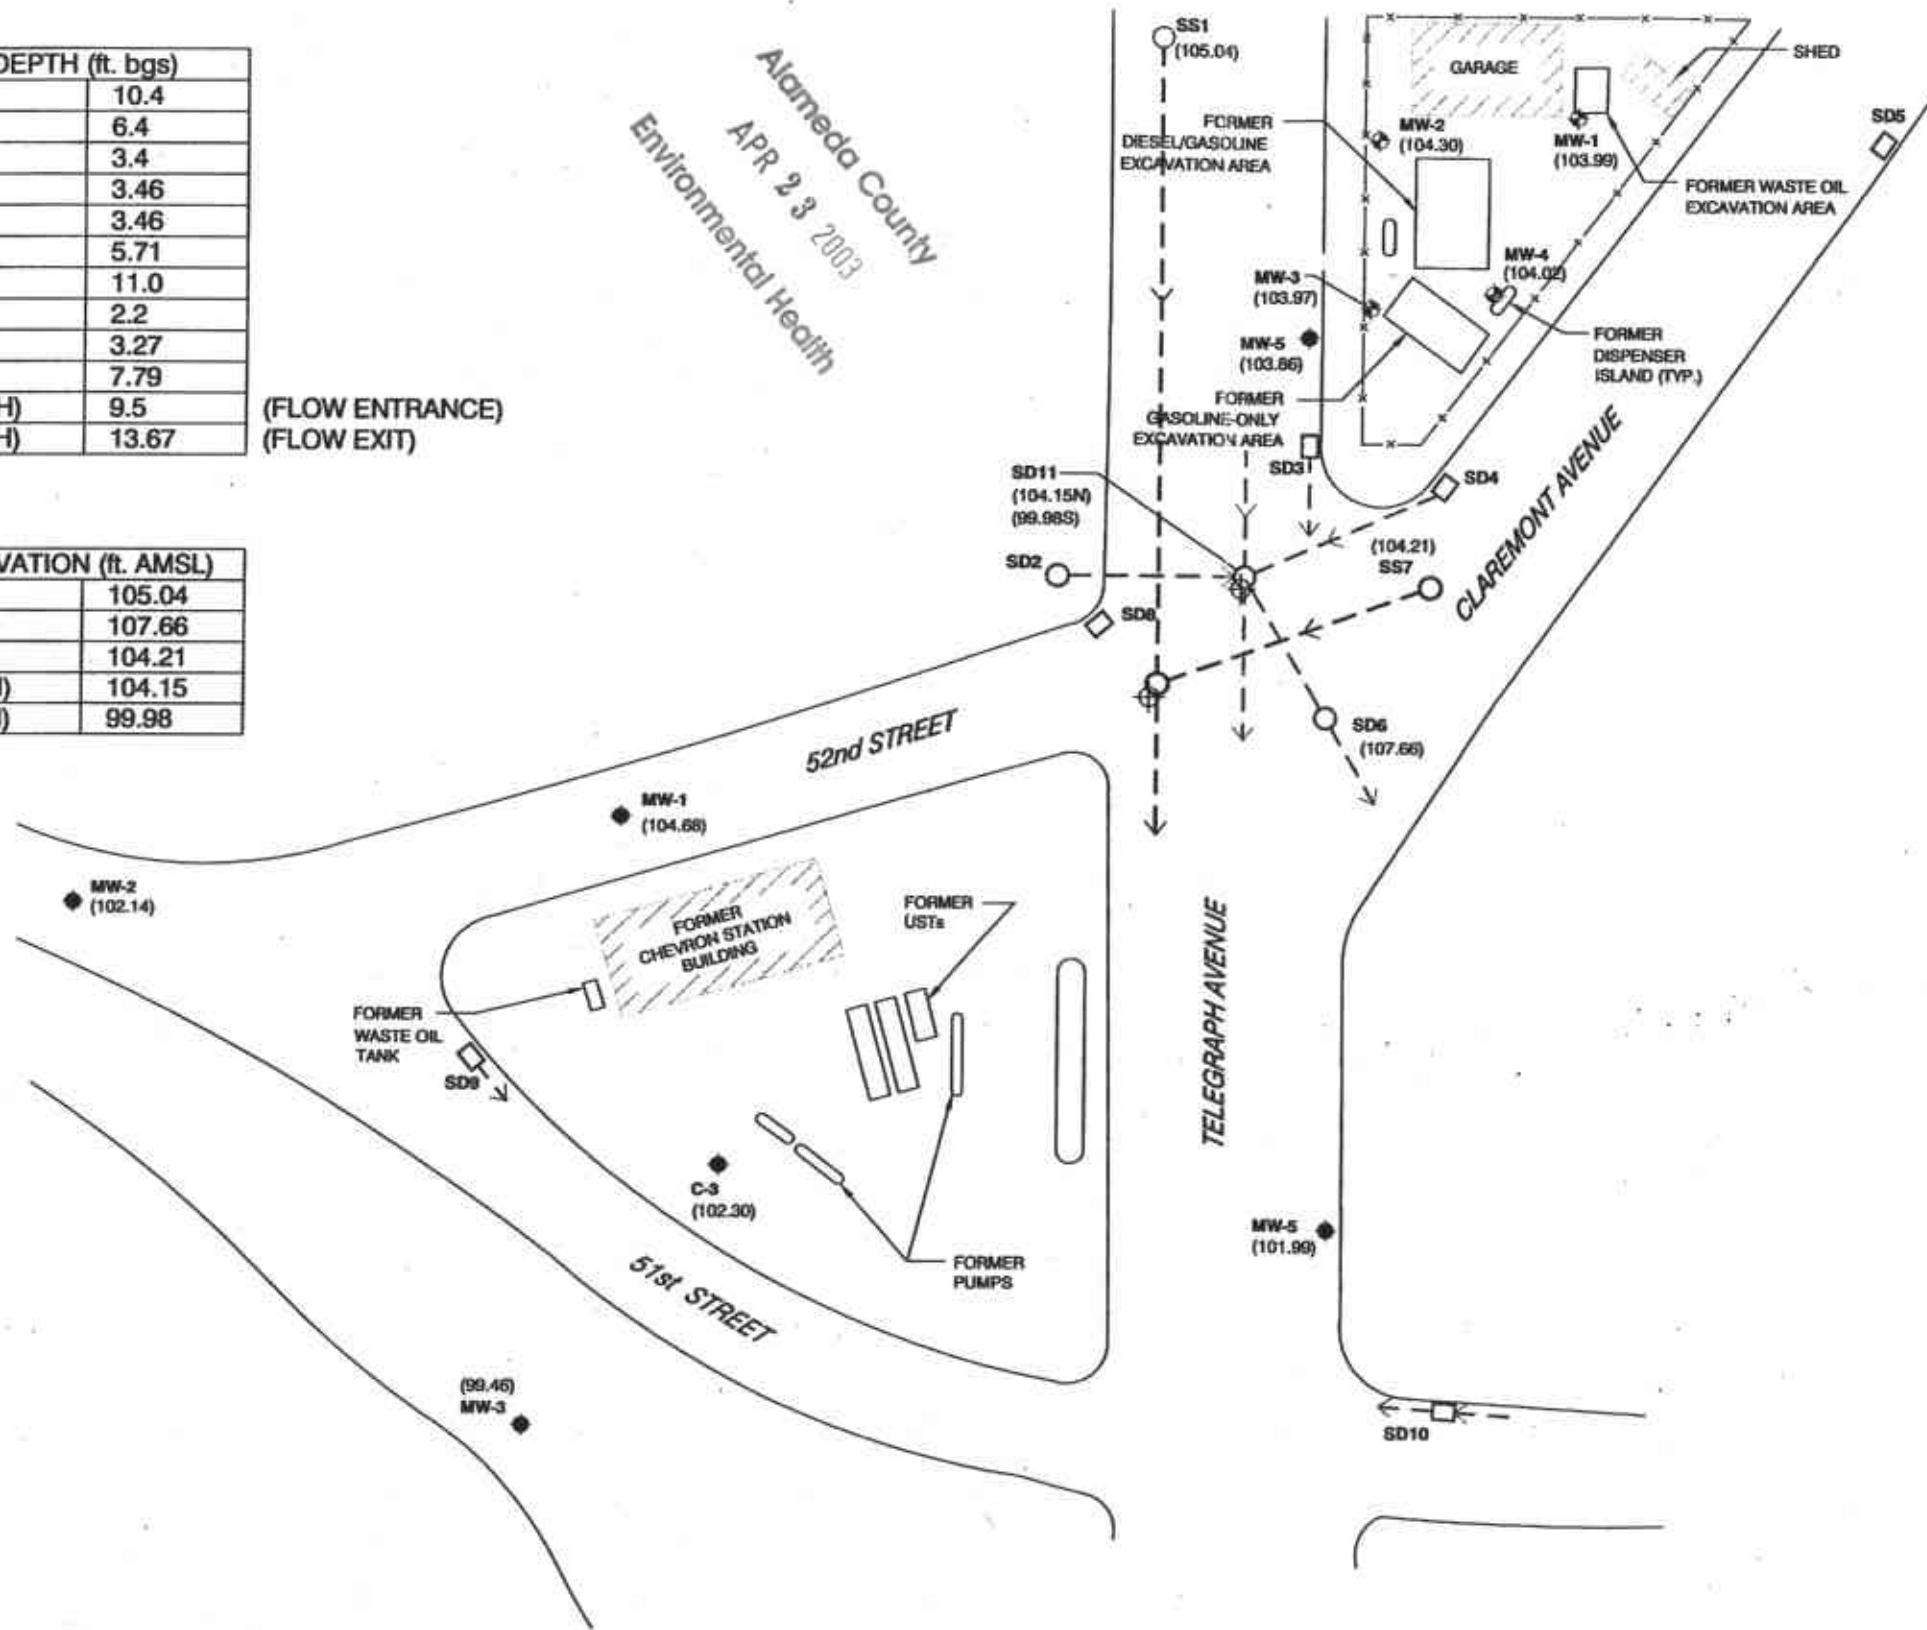 DEPTH (ft. bgs)
10.4
6.4
3.4
3.46
3.46
5.71
11.0
2.2
3.27
7.79
H) 9.5 (FLOW ENTRANCE)
H) 13.67 (FLOW EXIT)
VATION (ft. AMSL)
105.04
107.66
104.21
) 104.15
) 99.98
Alameda County
APR 23 2003
Environmental Health
SS1
(105.04)
GARAGE
SHED
FORMER
DIESEL/GASOLINE
EXCAVATION AREA
MW-2
(104.30)
MW-1
(103.99)
SD5
FORMER WASTE OIL
EXCAVATION AREA
MW-4
(104.02)
MW-3
(103.97)
MW-5
(103.86)
FORMER
DISPENSER
ISLAND (TYP.)
FORMER
GASOLINE-ONLY
EXCAVATION AREA
SD3
SD4
SD11
(104.15N)
(99.98S)
(104.21)
SS7
CLAREMONT AVENUE
SD2
SD8
SD6
(107.66)
52nd STREET
MW-1
(104.68)
MW-2
(102.14)
FORMER
CHEVRON STATION
BUILDING
FORMER
USTs
FORMER
WASTE OIL
TANK
SD9
TELEGRAPH AVENUE
C-3
(102.30)
MW-5
(101.99)
FORMER
PUMPS
51st STREET
(99.46)
MW-3
SD10